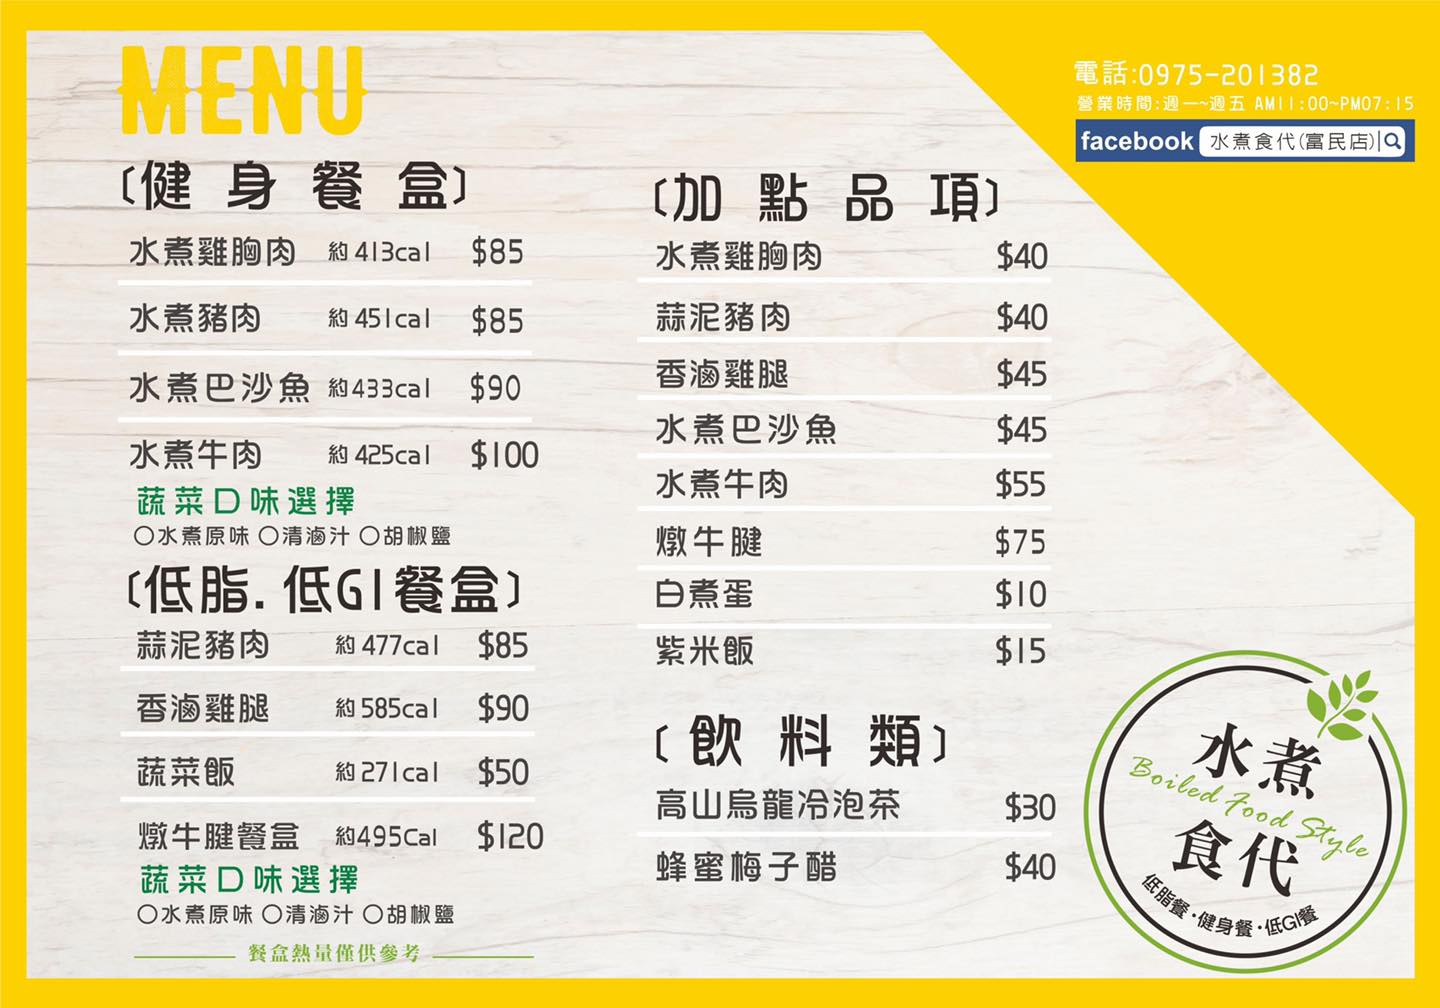 MENU
〔健身餐盒〕
水煮雞胸肉 約413cal $85
水煮豬肉 約451cal $85
水煮巴沙魚 約433cal $90
水煮牛肉 約425cal $100
蔬菜口味選擇
○水煮原味 ○清滷汁 ○胡椒鹽
〔低脂.低GI餐盒〕
蒜泥豬肉 約477cal $85
香滷雞腿 約585cal $90
蔬菜飯 約271cal $50
燉牛腱餐盒 約495Cal $120
蔬菜口味選擇
○水煮原味 ○清滷汁 ○胡椒鹽
餐盒熱量僅供參考
〔加點品項〕
水煮雞胸肉 $40
蒜泥豬肉 $40
香滷雞腿 $45
水煮巴沙魚 $45
水煮牛肉 $55
燉牛腱 $75
白煮蛋 $10
紫米飯 $15
〔飲料類〕
高山烏龍冷泡茶 $30
蜂蜜梅子醋 $40
電話:0975-201382
營業時間:週一~週五 AM11:00~PM07:15
facebook 水煮食代(富民店)
水煮
Boiled Food Style
食代
低脂餐·健身餐·低GI餐